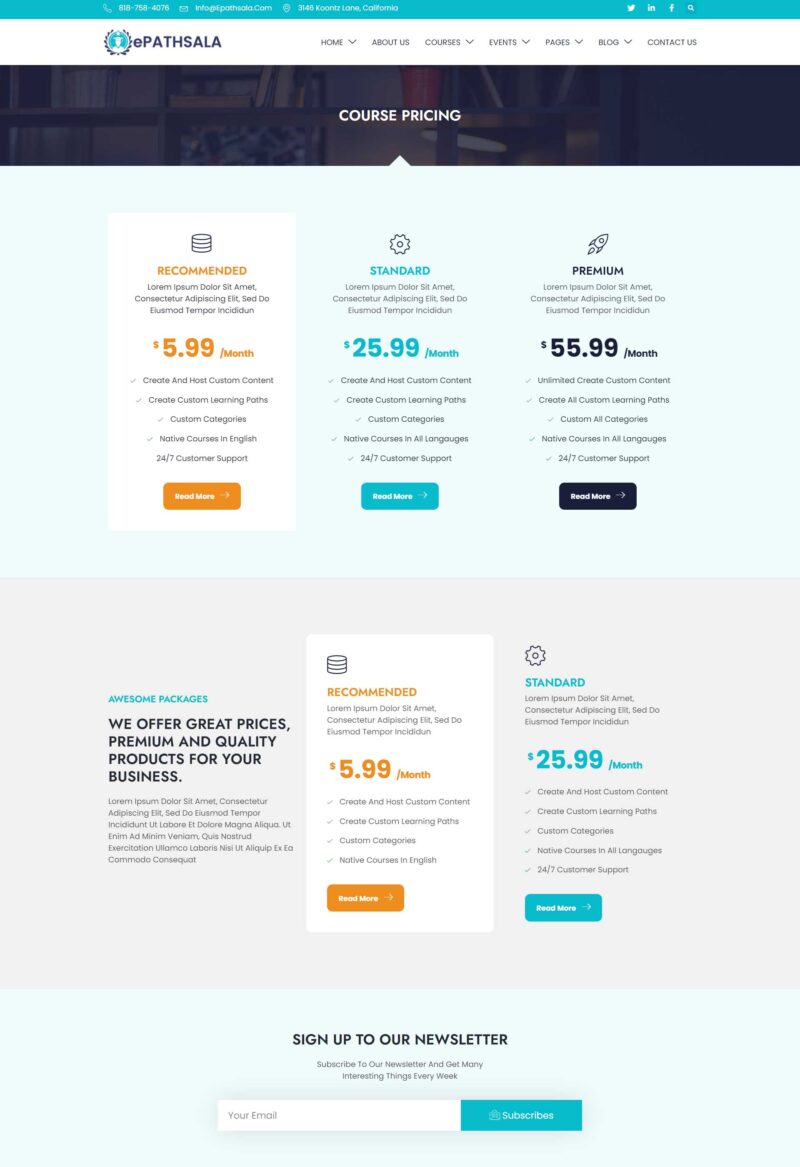 818-758-4076 Info@Epathsala.Com 3146 Koontz Lane, California
ePATHSALA
HOME ABOUT US COURSES EVENTS PAGES BLOG CONTACT US
COURSE PRICING
RECOMMENDED
Lorem Ipsum Dolor Sit Amet,
Consectetur Adipiscing Elit, Sed Do
Eiusmod Tempor Incididun
$ 5.99 /Month
Create And Host Custom Content
Create Custom Learning Paths
Custom Categories
Native Courses In English
24/7 Customer Support
Read More
STANDARD
Lorem Ipsum Dolor Sit Amet,
Consectetur Adipiscing Elit, Sed Do
Eiusmod Tempor Incididun
$ 25.99 /Month
Create And Host Custom Content
Create Custom Learning Paths
Custom Categories
Native Courses In All Langauges
24/7 Customer Support
Read More
PREMIUM
Lorem Ipsum Dolor Sit Amet,
Consectetur Adipiscing Elit, Sed Do
Eiusmod Tempor Incididun
$ 55.99 /Month
Unlimited Create Custom Content
Create All Custom Learning Paths
Custom All Categories
Native Courses In All Langauges
24/7 Customer Support
Read More
AWESOME PACKAGES
WE OFFER GREAT PRICES,
PREMIUM AND QUALITY
PRODUCTS FOR YOUR
BUSINESS.
Lorem Ipsum Dolor Sit Amet, Consectetur
Adipiscing Elit, Sed Do Eiusmod Tempor
Incididunt Ut Labore Et Dolore Magna Aliqua. Ut
Enim Ad Minim Veniam, Quis Nostrud
Exercitation Ullamco Laboris Nisi Ut Aliquip Ex Ea
Commodo Consequat
RECOMMENDED
Lorem Ipsum Dolor Sit Amet,
Consectetur Adipiscing Elit, Sed Do
Eiusmod Tempor Incididun
$ 5.99 /Month
Create And Host Custom Content
Create Custom Learning Paths
Custom Categories
Native Courses In English
Read More
STANDARD
Lorem Ipsum Dolor Sit Amet,
Consectetur Adipiscing Elit, Sed Do
Eiusmod Tempor Incididun
$ 25.99 /Month
Create And Host Custom Content
Create Custom Learning Paths
Custom Categories
Native Courses In All Langauges
24/7 Customer Support
Read More
SIGN UP TO OUR NEWSLETTER
Subscribe To Our Newsletter And Get Many
Interesting Things Every Week
Your Email Subscribes